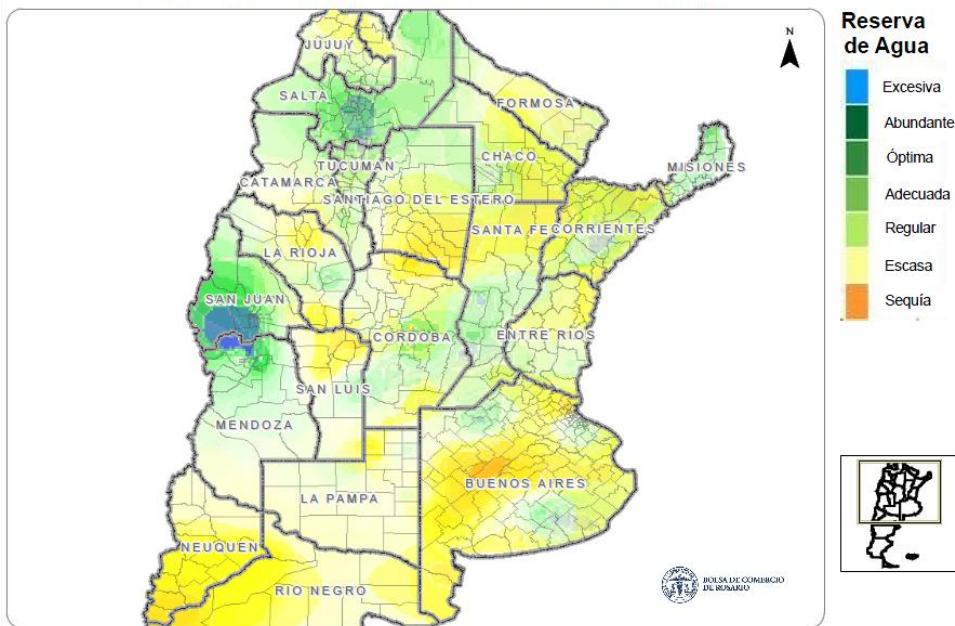 JUJUY
SALTA
FORMOSA
CHACO
MISIONES
TUCUMAN
CATAMARCA
SANTIAGO DEL ESTERO
SANTA FE
CORRIENTES
LA RIOJA
SAN JUAN
CORDOBA
ENTRE RIOS
SAN LUIS
MENDOZA
BUENOS AIRES
LA PAMPA
NEUQUEN
RIO NEGRO
BOLSA DE COMERCIO
DE ROSARIO
N
Reserva
de Agua
Excesiva
Abundante
Óptima
Adecuada
Regular
Escasa
Sequía